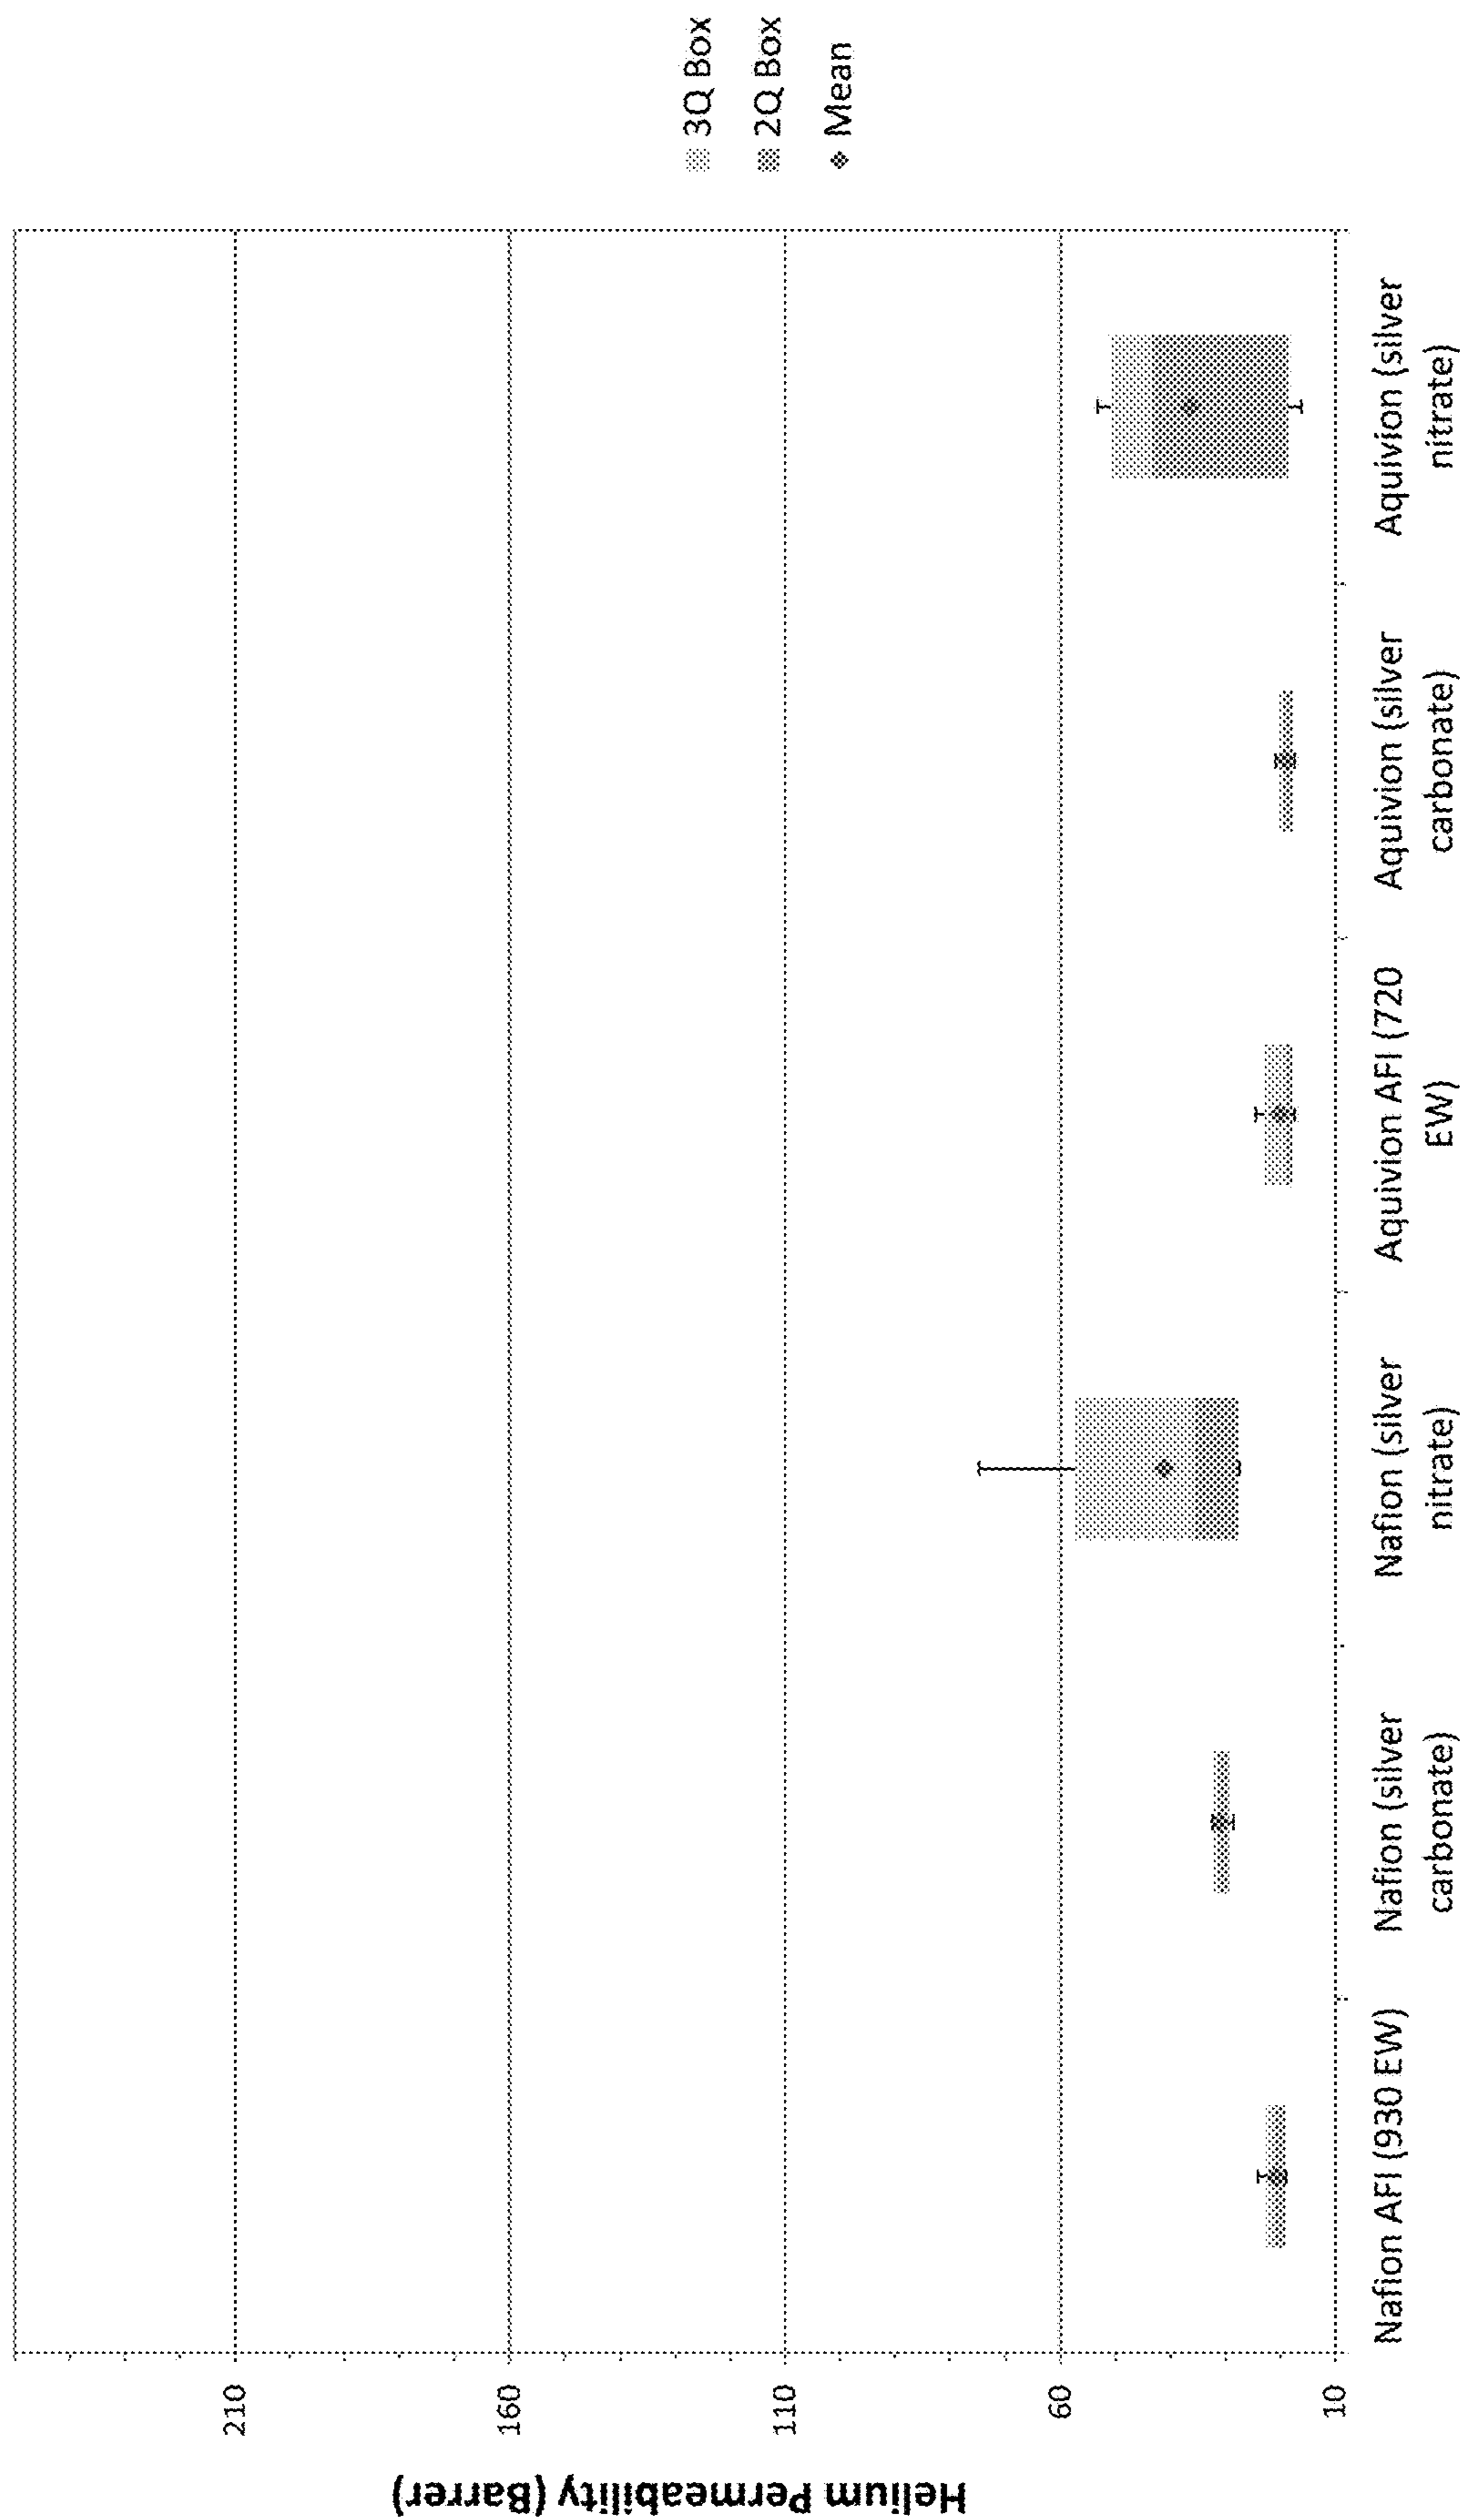 Helium Permeability (Barrer)
210
160
110
60
10
Nafion AFI (930 EW)
Nafion (silver
carbonate)
Nafion (silver
nitrate)
Aquivion AFI (720
EW)
Aquivion (silver
carbonate)
Aquivion (silver
nitrate)
3Q Box
2Q Box
Mean